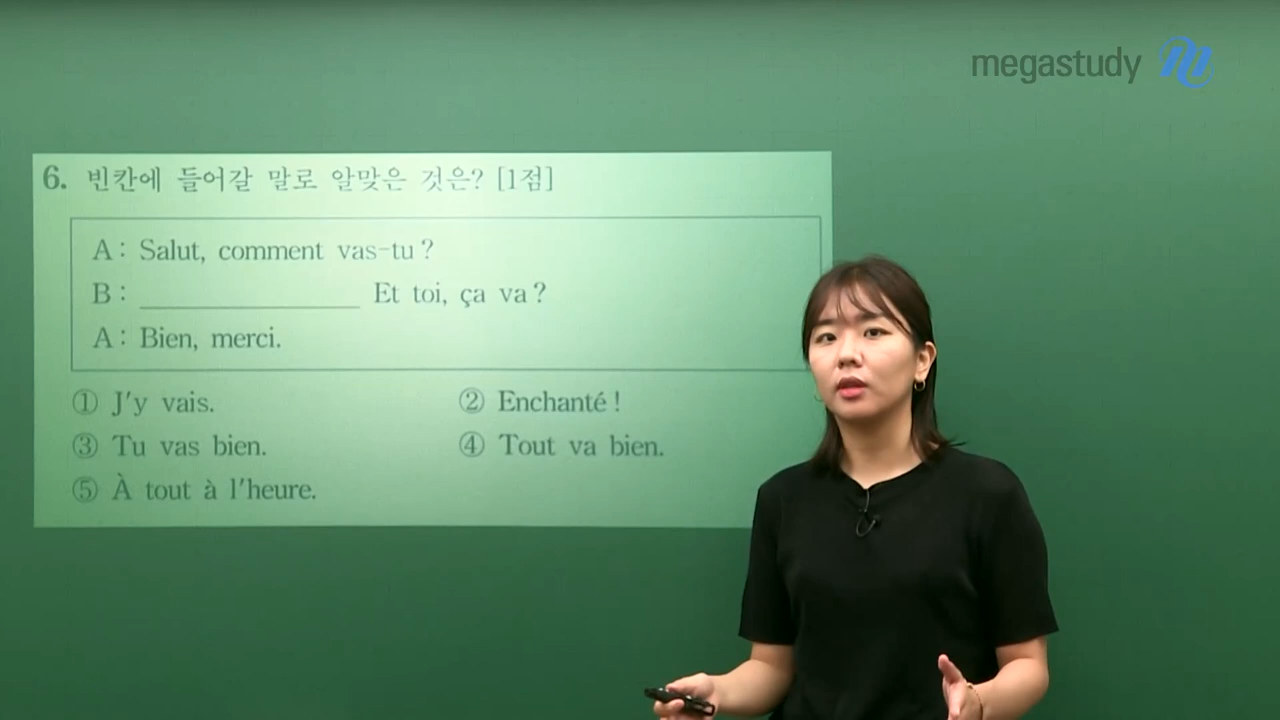 megastudy
6. 빈칸에 들어갈 말로 알맞은 것은? [1점]
A : Salut, comment vas-tu ?
B : ____________ Et toi, ça va ?
A : Bien, merci.
① J'y vais.
② Enchanté !
③ Tu vas bien.
④ Tout va bien.
⑤ À tout à l'heure.